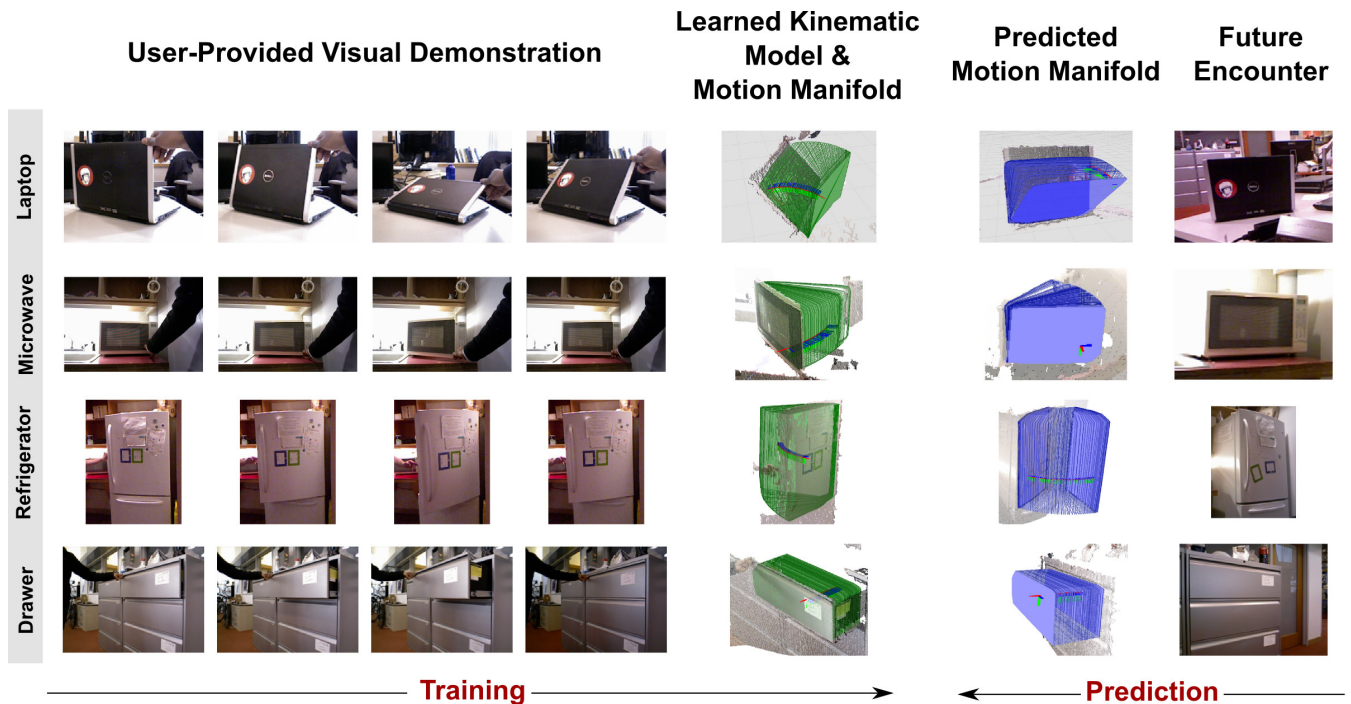 User-Provided Visual Demonstration
Learned Kinematic
Model &
Motion Manifold
Predicted
Motion Manifold
Future
Encounter
Laptop
Microwave
Refrigerator
Drawer
Training
Prediction